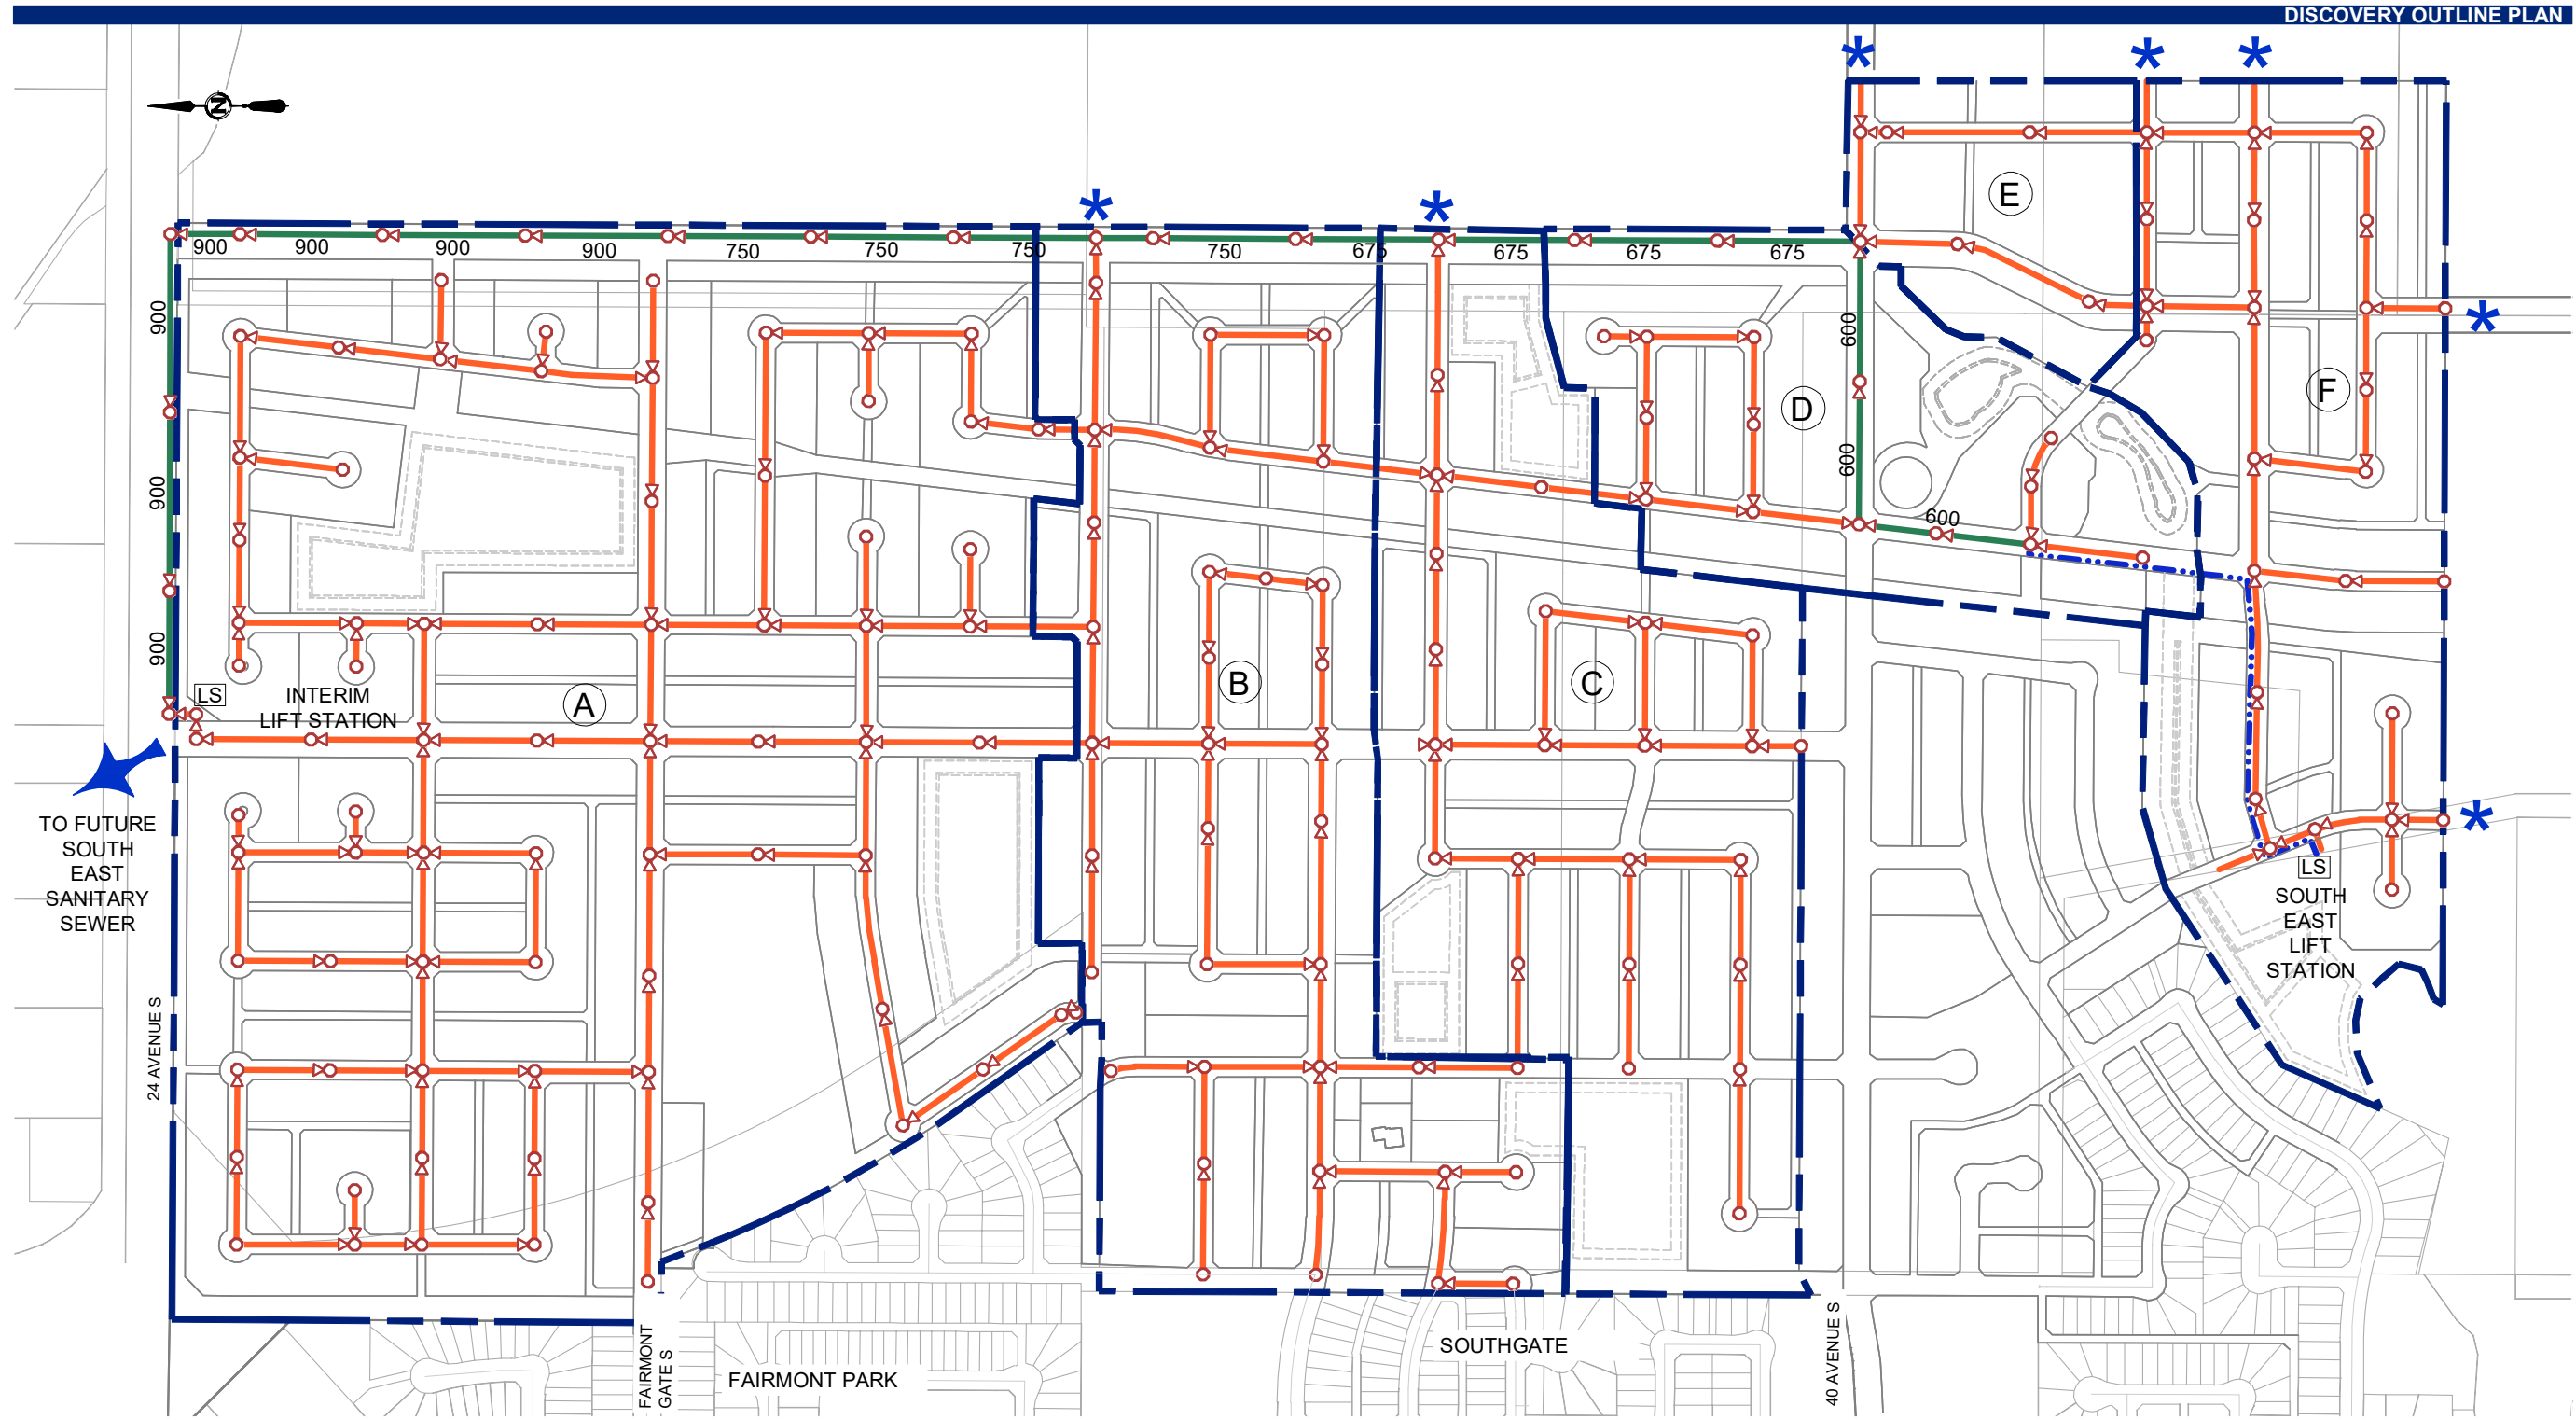 DISCOVERY OUTLINE PLAN
*
*
*
*
*
N
E
900
900
900
900
750
750
750
750
675
675
675
675
900
600
*
F
D
600
900
600
900
LS
INTERIM
LIFT STATION
A
B
C
*
TO FUTURE
SOUTH
EAST
SANITARY
SEWER
LS
SOUTH
EAST
LIFT
STATION
24 AVENUE S
FAIRMONT
GATE S
FAIRMONT PARK
SOUTHGATE
40 AVENUE S